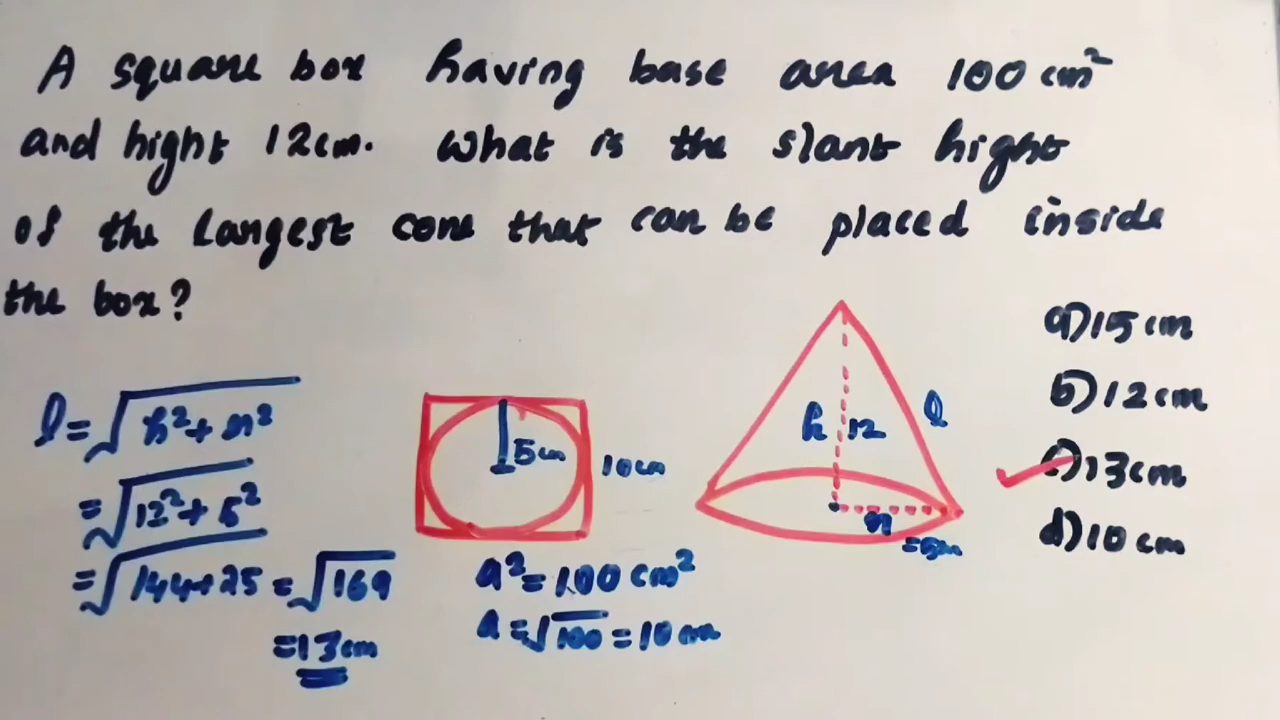 A square box having base area 100 cm²
and hight 12cm. What is the slant hight
of the largest cone that can be placed inside
the box?
a) 15 cm
b) 12 cm
c) 13 cm
d) 10 cm
l = √h² + r²
= √12² + 5²
= √144+25 = √169
= 13 cm
5cm
10cm
a² = 100 cm²
a = √100 = 10 cm
h 12
l
r
= 5cm